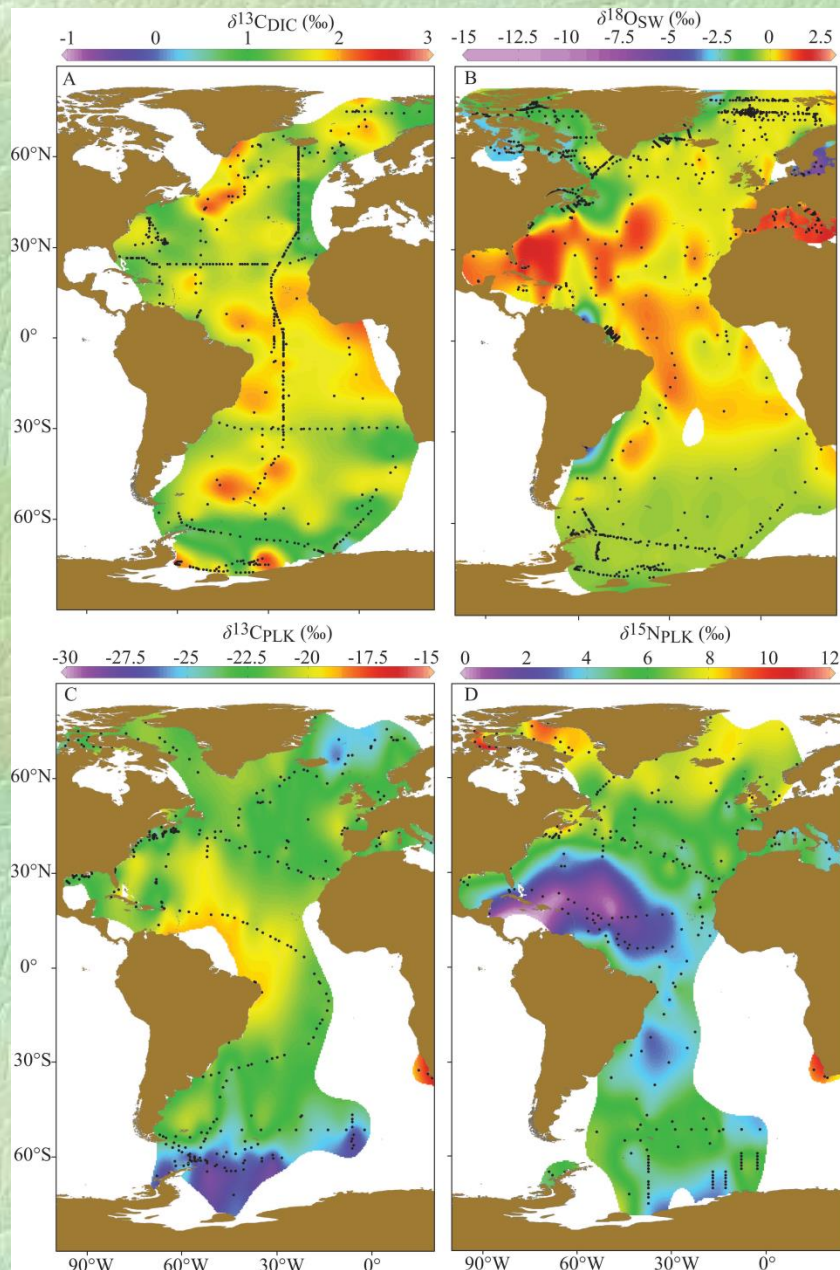 δ13CDIC (‰)
-1 0 1 2 3
δ18OSW (‰)
-15 -12.5 -10 -7.5 -5 -2.5 0 2.5
A
60°N
30°N
0°
30°S
60°S
B
δ13CPLK (‰)
-30 -27.5 -25 -22.5 -20 -17.5 -15
δ15NPLK (‰)
0 2 4 6 8 10 12
C
60°N
30°N
0°
30°S
60°S
90°W 60°W 30°W 0°
D
90°W 60°W 30°W 0°